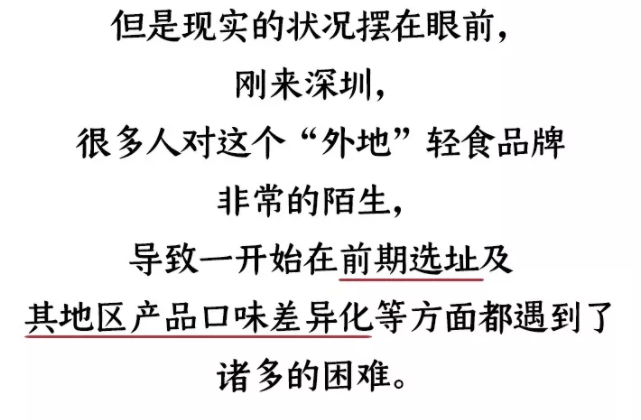 但是现实的状况摆在眼前，
刚来深圳，
很多人对这个“外地”轻食品牌
非常的陌生，
导致一开始在前期选址及
其地区产品口味差异化等方面都遇到了
诸多的困难。